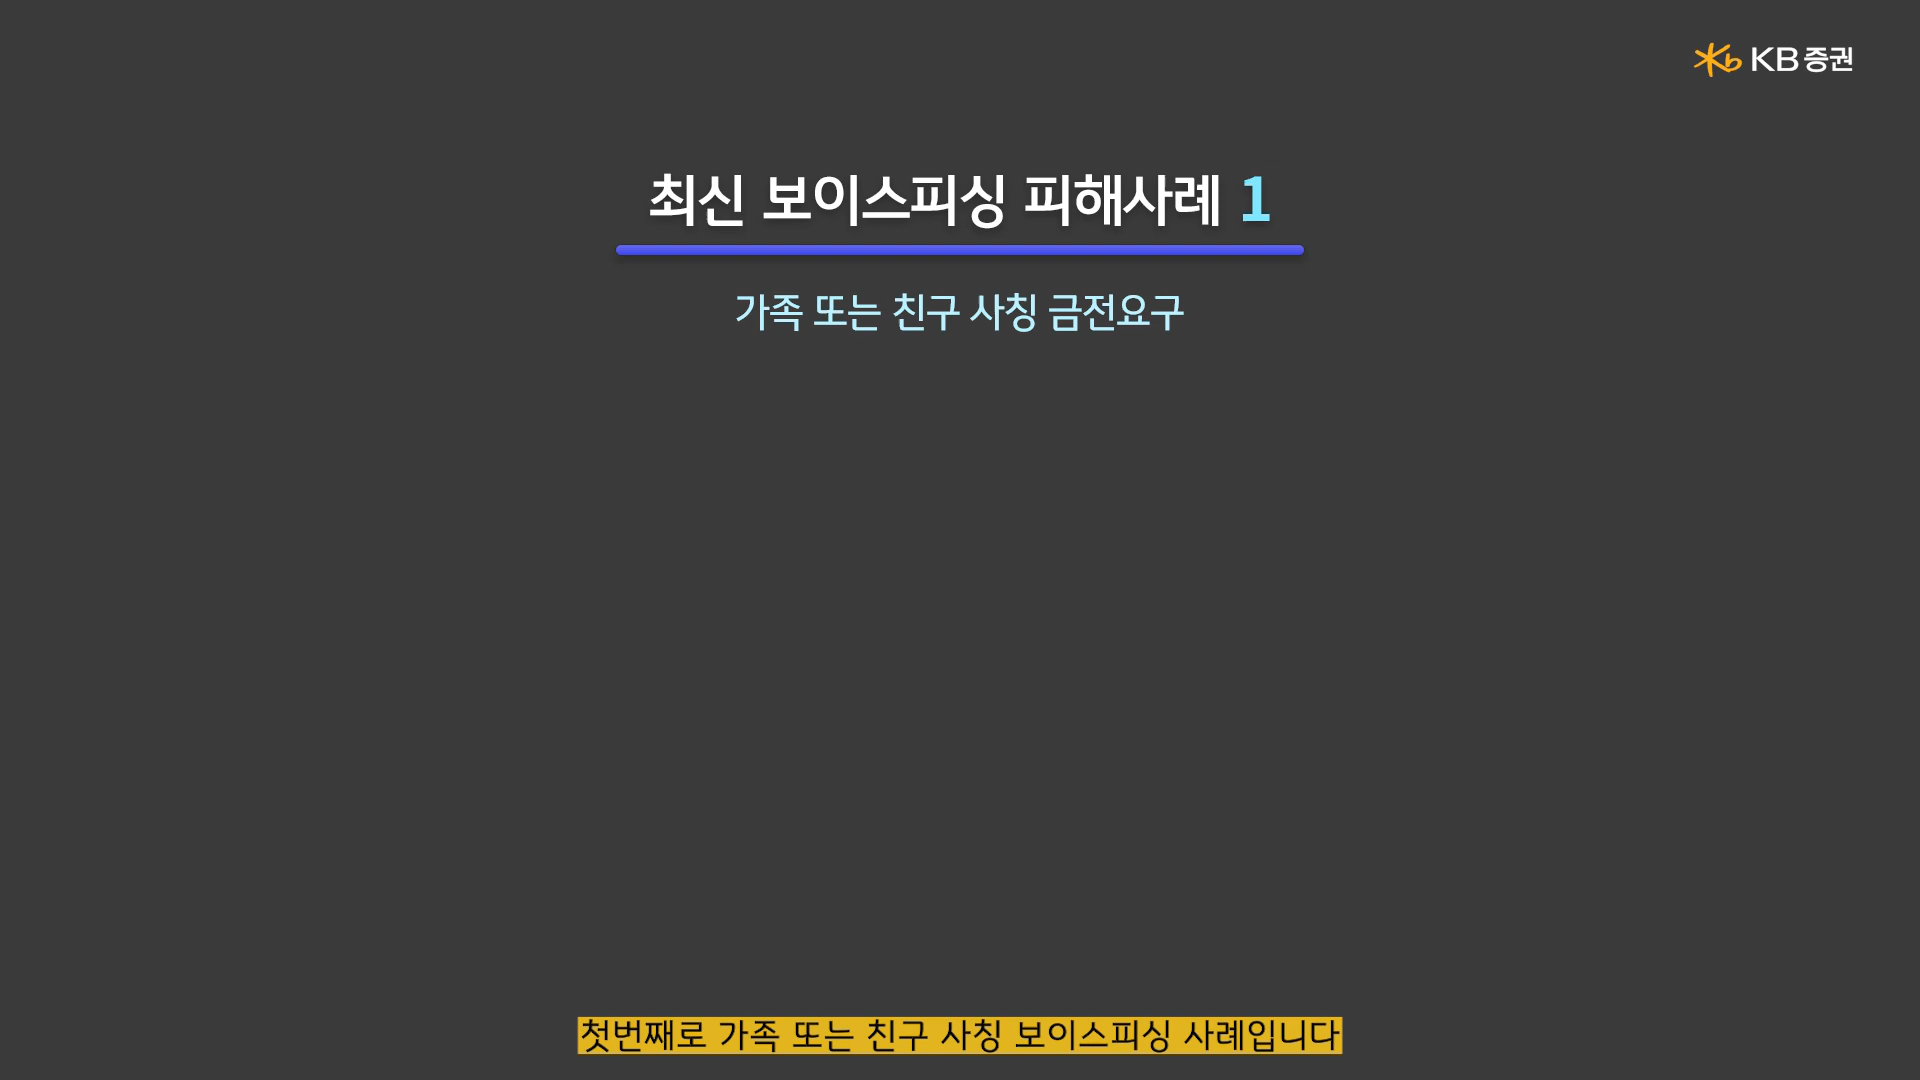 KB증권
최신 보이스피싱 피해사례 1
가족 또는 친구 사칭 금전요구
첫번째로 가족 또는 친구 사칭 보이스피싱 사례입니다